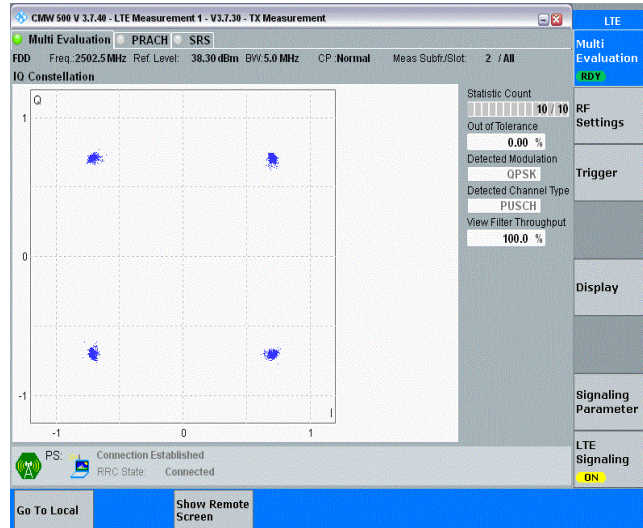 CMW 500 V 3.7.40 - LTE Measurement 1 - V3.7.30 - TX Measurement
LTE
Multi Evaluation PRACH SRS
Multi
Evaluation
RDY
FDD Freq.:2502.5 MHz Ref. Level: 38.30 dBm BW:5.0 MHz CP :Normal Meas Subfr./Slot: 2 / All
IQ Constellation
Q
1
0
-1
-1 0 1
I
Statistic Count
10 / 10
Out of Tolerance
0.00 %
Detected Modulation
QPSK
Detected Channel Type
PUSCH
View Filter Throughput
100.0 %
RF
Settings
Trigger
Display
Signaling
Parameter
LTE
Signaling
ON
PS: Connection Established
RRC State: Connected
Go To Local
Show Remote
Screen